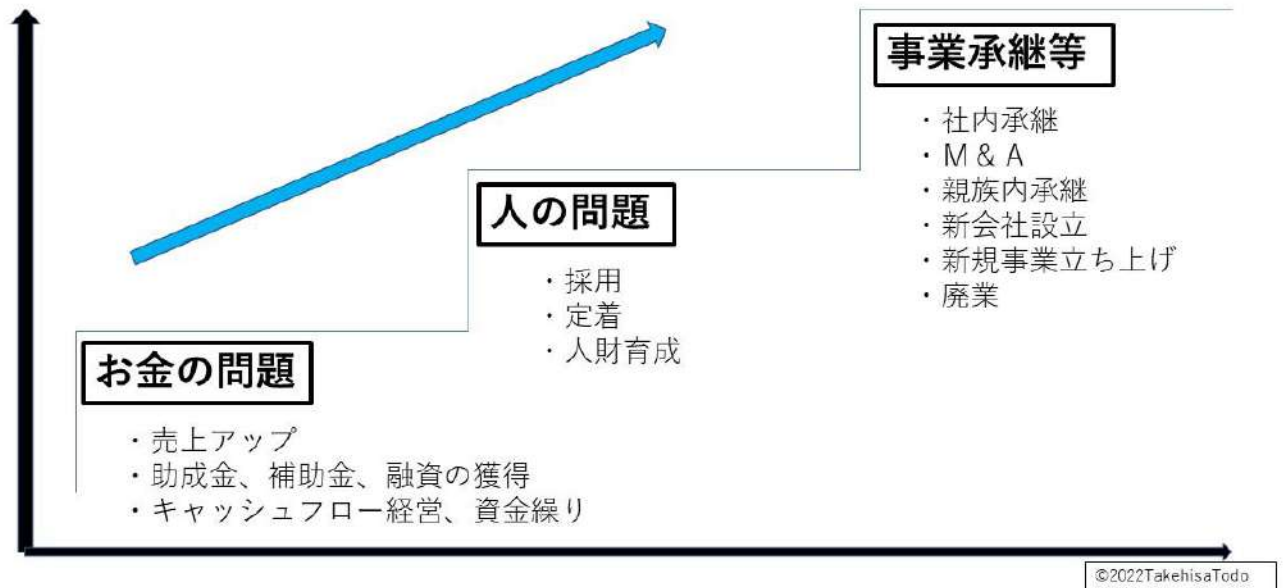 事業承継等
・社内承継
・M & A
・親族内承継
・新会社設立
・新規事業立ち上げ
・廃業
人の問題
・採用
・定着
・人財育成
お金の問題
・売上アップ
・助成金、補助金、融資の獲得
・キャッシュフロー経営、資金繰り
©2022TakehisaTodo